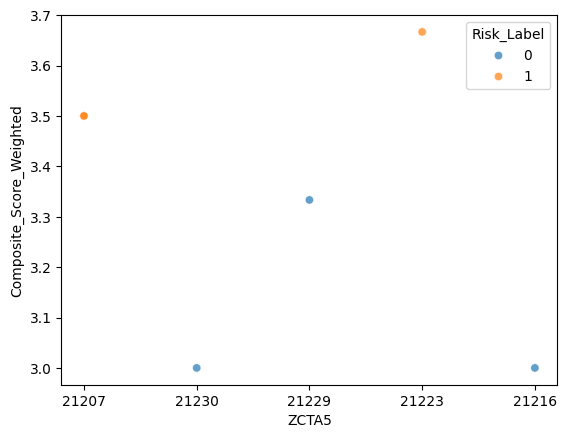 3.7
3.6
3.5
3.4
3.3
3.2
3.1
3.0
Composite_Score_Weighted
Risk_Label
0
1
21207 21230 21229 21223 21216
ZCTA5